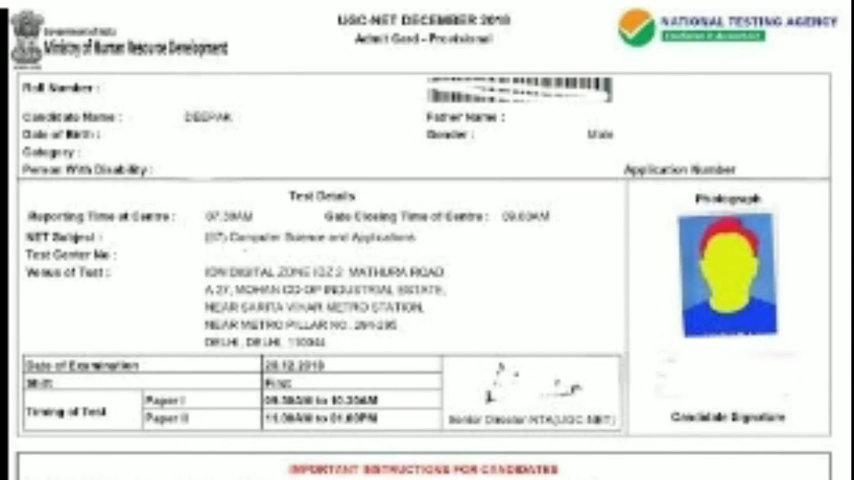 UGC-NET DECEMBER 2018
Admit Card - Provisional
Government of India
Ministry of Human Resource Development
NATIONAL TESTING AGENCY
Roll Number :
Candidate Name : DEEPAK
Father Name :
Date of Birth :
Gender : Male
Category :
Person With Disability :
Application Number
Test Details
Reporting Time at Centre : 07.30AM Gate Closing Time of Centre : 09.00AM
NET Subject : (87) Computer Science and Applications
Test Center No :
Venue of Test : ION DIGITAL ZONE IDZ 2 MATHURA ROAD
A 27, MOHAN CO-OP INDUSTRIAL ESTATE,
NEAR SARITA VIHAR METRO STATION,
NEAR METRO PILLAR NO. 294-295
DELHI, DELHI, 110044
Photograph
Date of Examination 20.12.2018
Shift First
Timing of Test Paper I 09.30AM to 10.30AM
Paper II 11.00AM to 01.00PM
Senior Director NTA(UGC-NET)
Candidate Signature
IMPORTANT INSTRUCTIONS FOR CANDIDATES